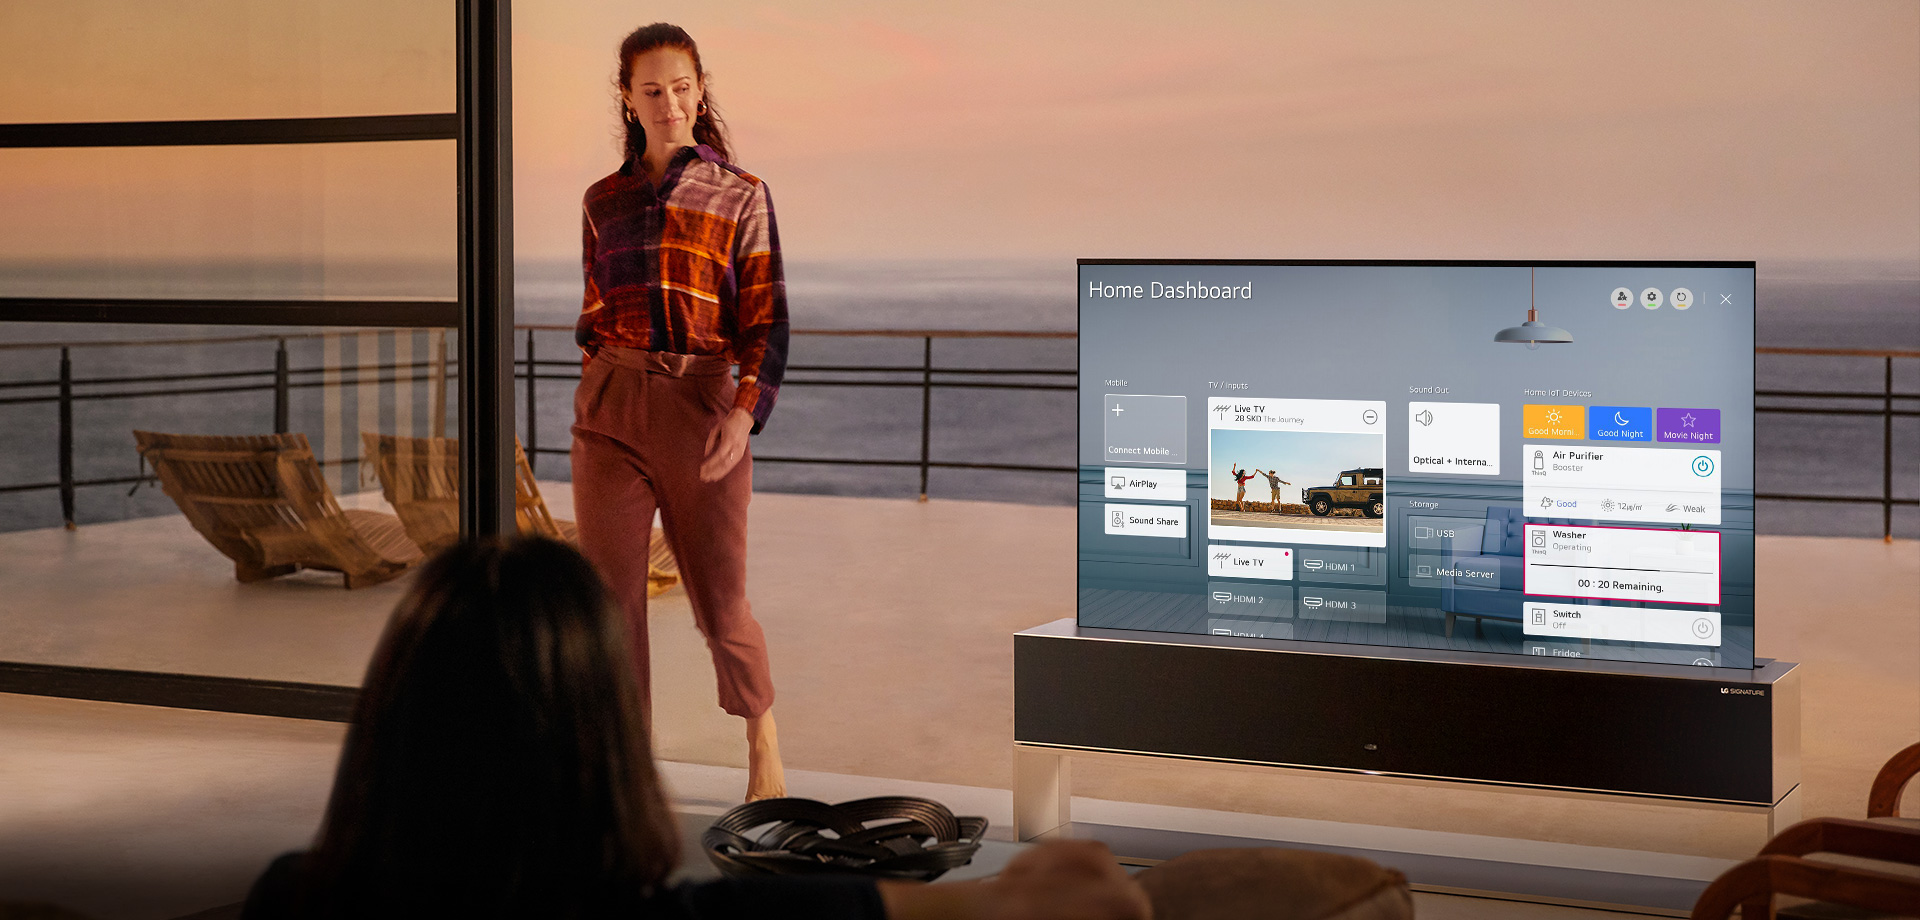 Home Dashboard
Mobile
Connect Mobile ...
AirPlay
Sound Share
TV / Inputs
Live TV
28 SKD The Journey
Live TV
HDMI 1
HDMI 2
HDMI 3
HDMI 4
Sound Out
Optical + Interna...
Storage
USB
Media Server
Home IoT Devices
Good Morni...
Good Night
Movie Night
Air Purifier
Booster
ThinQ
Good
12㎍/㎥
Weak
Washer
Operating
ThinQ
00 : 20 Remaining.
Switch
Off
Fridge
LG SIGNATURE